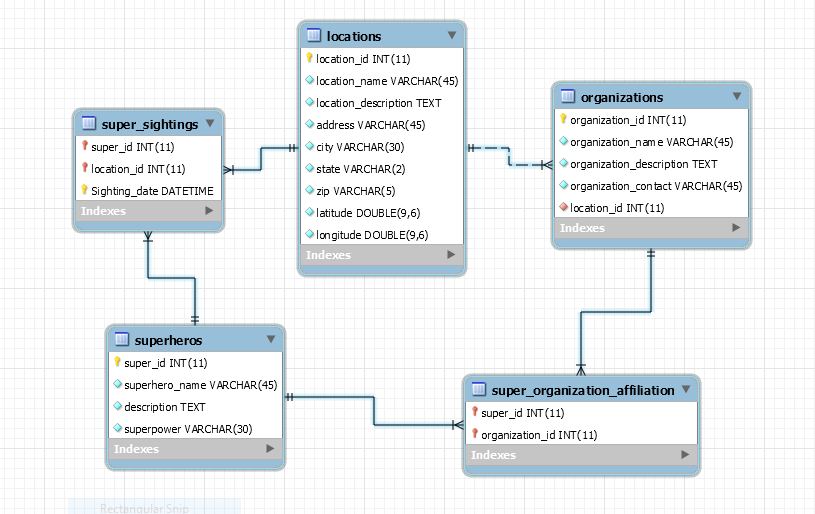 locations
location_id INT(11)
location_name VARCHAR(45)
location_description TEXT
address VARCHAR(45)
city VARCHAR(30)
state VARCHAR(2)
zip VARCHAR(5)
latitude DOUBLE(9,6)
longitude DOUBLE(9,6)
Indexes
organizations
organization_id INT(11)
organization_name VARCHAR(45)
organization_description TEXT
organization_contact VARCHAR(45)
location_id INT(11)
Indexes
super_sightings
super_id INT(11)
location_id INT(11)
Sighting_date DATETIME
Indexes
superheros
super_id INT(11)
superhero_name VARCHAR(45)
description TEXT
superpower VARCHAR(30)
Indexes
super_organization_affiliation
super_id INT(11)
organization_id INT(11)
Indexes
Rectangular Snip